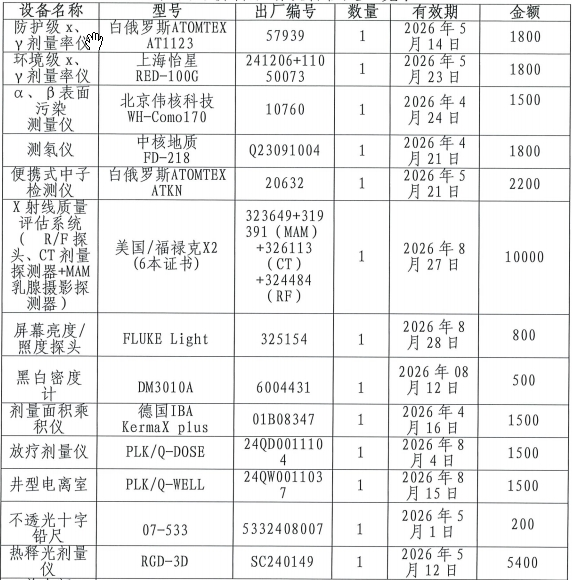 设备名称 型号 出厂编号 数量 有效期 金额
防护级 x、γ 剂量率仪 白俄罗斯ATOMTEX AT1123 57939 1 2026 年 5 月 14 日 1800
环境级 x、γ 剂量率仪 上海怡星 RED-100G 241206+11050073 1 2026 年 5 月 23 日 1800
α、β表面污染测量仪 北京伟核科技 WH-Como170 10760 1 2026 年 4 月 24 日 1500
测氡仪 中核地质 FD-218 Q23091004 1 2026 年 4 月 21 日 1800
便携式中子检测仪 白俄罗斯ATOMTEX ATKN 20632 1 2026 年 5 月 21 日 2200
X 射线质量评估系统( R/F 探头、CT 剂量探测器+MAM 乳腺摄影探测器) 美国/福禄克X2 (6本证书) 323649+319391(MAM)+326113(CT)+324484(RF) 1 2026 年 8 月 27 日 10000
屏幕亮度/照度探头 FLUKE Light 325154 1 2026 年 8 月 28 日 800
黑白密度计 DM3010A 6004431 1 2026 年 08 月 12 日 500
剂量面积乘积仪 德国IBA KermaX plus 01B08347 1 2026 年 4 月 16 日 1500
放疗剂量仪 PLK/Q-DOSE 24QD0011104 1 2026 年 8 月 4 日 1500
井型电离室 PLK/Q-WELL 24QW0011037 1 2026 年 8 月 15 日 1500
不透光十字铅尺 07-533 5332408007 1 2026 年 5 月 1 日 200
热释光剂量仪 RGD-3D SC240149 1 2026 年 5 月 12 日 5400